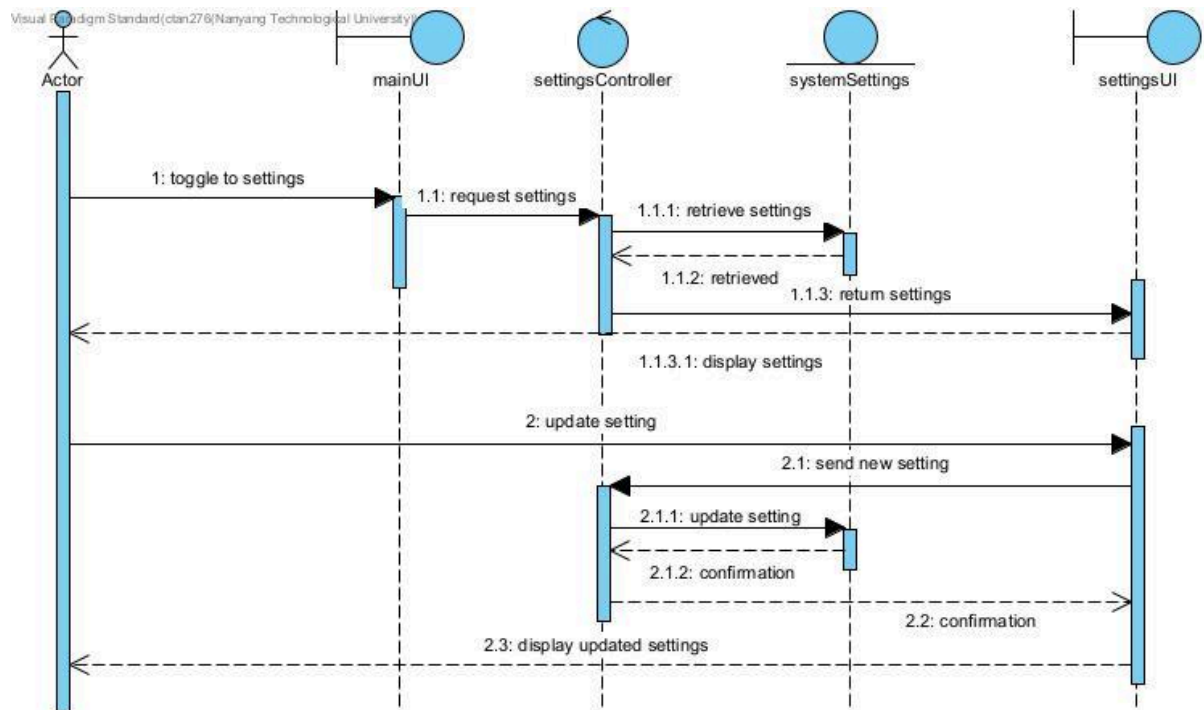 Visual Paradigm Standard(ctan276(Nanyang Technological University))
Actor
mainUI
settingsController
systemSettings
settingsUI
1: toggle to settings
1.1: request settings
1.1.1: retrieve settings
1.1.2: retrieved
1.1.3: return settings
1.1.3.1: display settings
2: update setting
2.1: send new setting
2.1.1: update setting
2.1.2: confirmation
2.2: confirmation
2.3: display updated settings